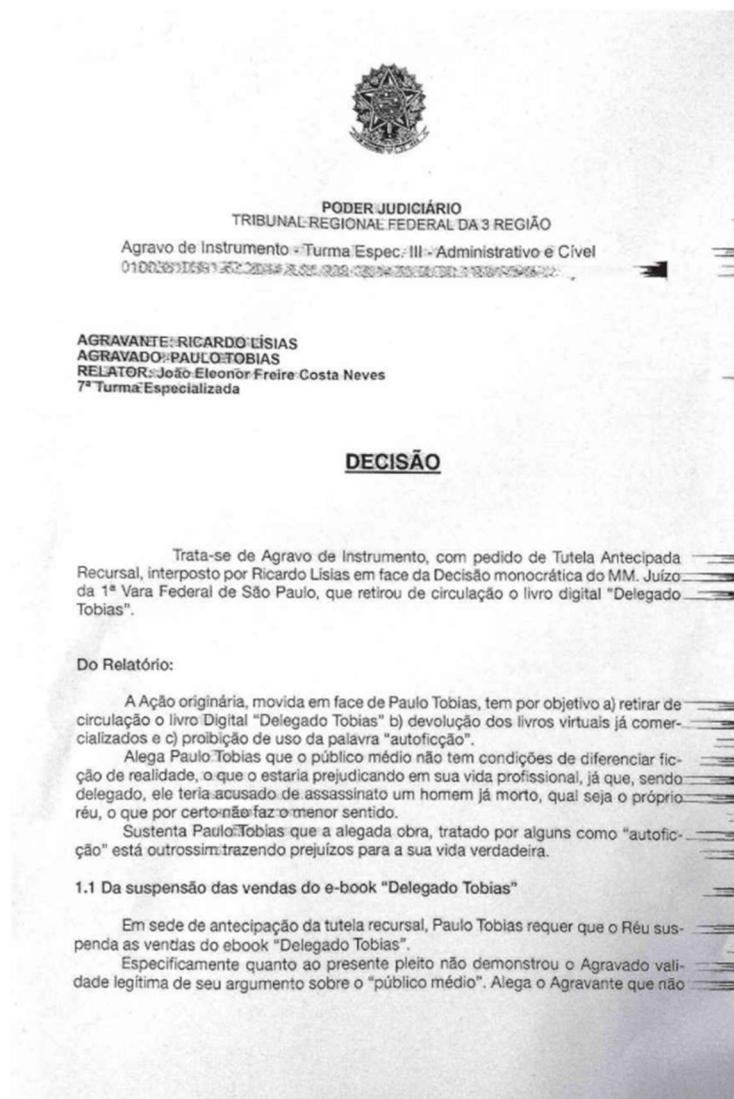 PODER JUDICIÁRIO
TRIBUNAL REGIONAL FEDERAL DA 3 REGIÃO
Agravo de Instrumento - Turma Espec. III - Administrativo e Cível
AGRAVANTE: RICARDO LÍSIAS
AGRAVADO: PAULO TOBIAS
RELATOR: João Eleonor Freire Costa Neves
7ª Turma Especializada
DECISÃO
Trata-se de Agravo de Instrumento, com pedido de Tutela Antecipada
Recursal, interposto por Ricardo Lísias em face da Decisão monocrática do MM. Juízo
da 1ª Vara Federal de São Paulo, que retirou de circulação o livro digital "Delegado
Tobias".
Do Relatório:
A Ação originária, movida em face de Paulo Tobias, tem por objetivo a) retirar de
circulação o livro Digital "Delegado Tobias" b) devolução dos livros virtuais já comer-
cializados e c) proibição de uso da palavra "autoficção".
Alega Paulo Tobias que o público médio não tem condições de diferenciar fic-
ção de realidade, o que o estaria prejudicando em sua vida profissional, já que, sendo
delegado, ele teria acusado de assassinato um homem já morto, qual seja o próprio
réu, o que por certo não faz o menor sentido.
Sustenta Paulo Tobias que a alegada obra, tratado por alguns como "autofic-
ção" está outrossim trazendo prejuízos para a sua vida verdadeira.
1.1 Da suspensão das vendas do e-book "Delegado Tobias"
Em sede de antecipação da tutela recursal, Paulo Tobias requer que o Réu sus-
penda as vendas do ebook "Delegado Tobias".
Especificamente quanto ao presente pleito não demonstrou o Agravado vali-
dade legítima de seu argumento sobre o "público médio". Alega o Agravante que não